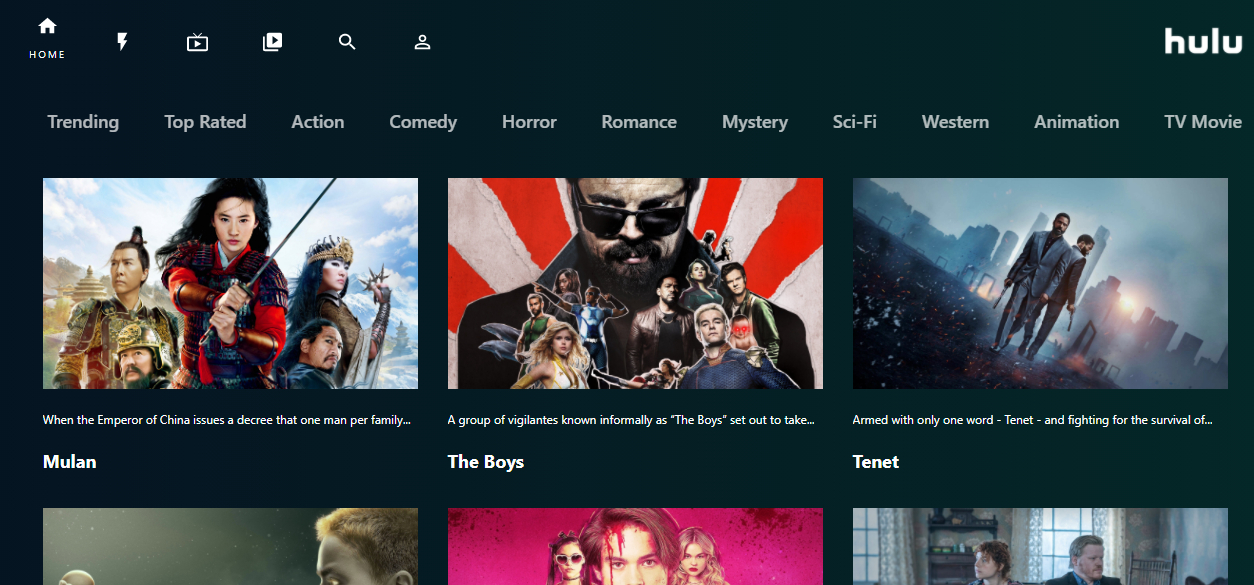 HOME
hulu
Trending Top Rated Action Comedy Horror Romance Mystery Sci-Fi Western Animation TV Movie
When the Emperor of China issues a decree that one man per family...
A group of vigilantes known informally as “The Boys” set out to take...
Armed with only one word - Tenet - and fighting for the survival of...
Mulan
The Boys
Tenet